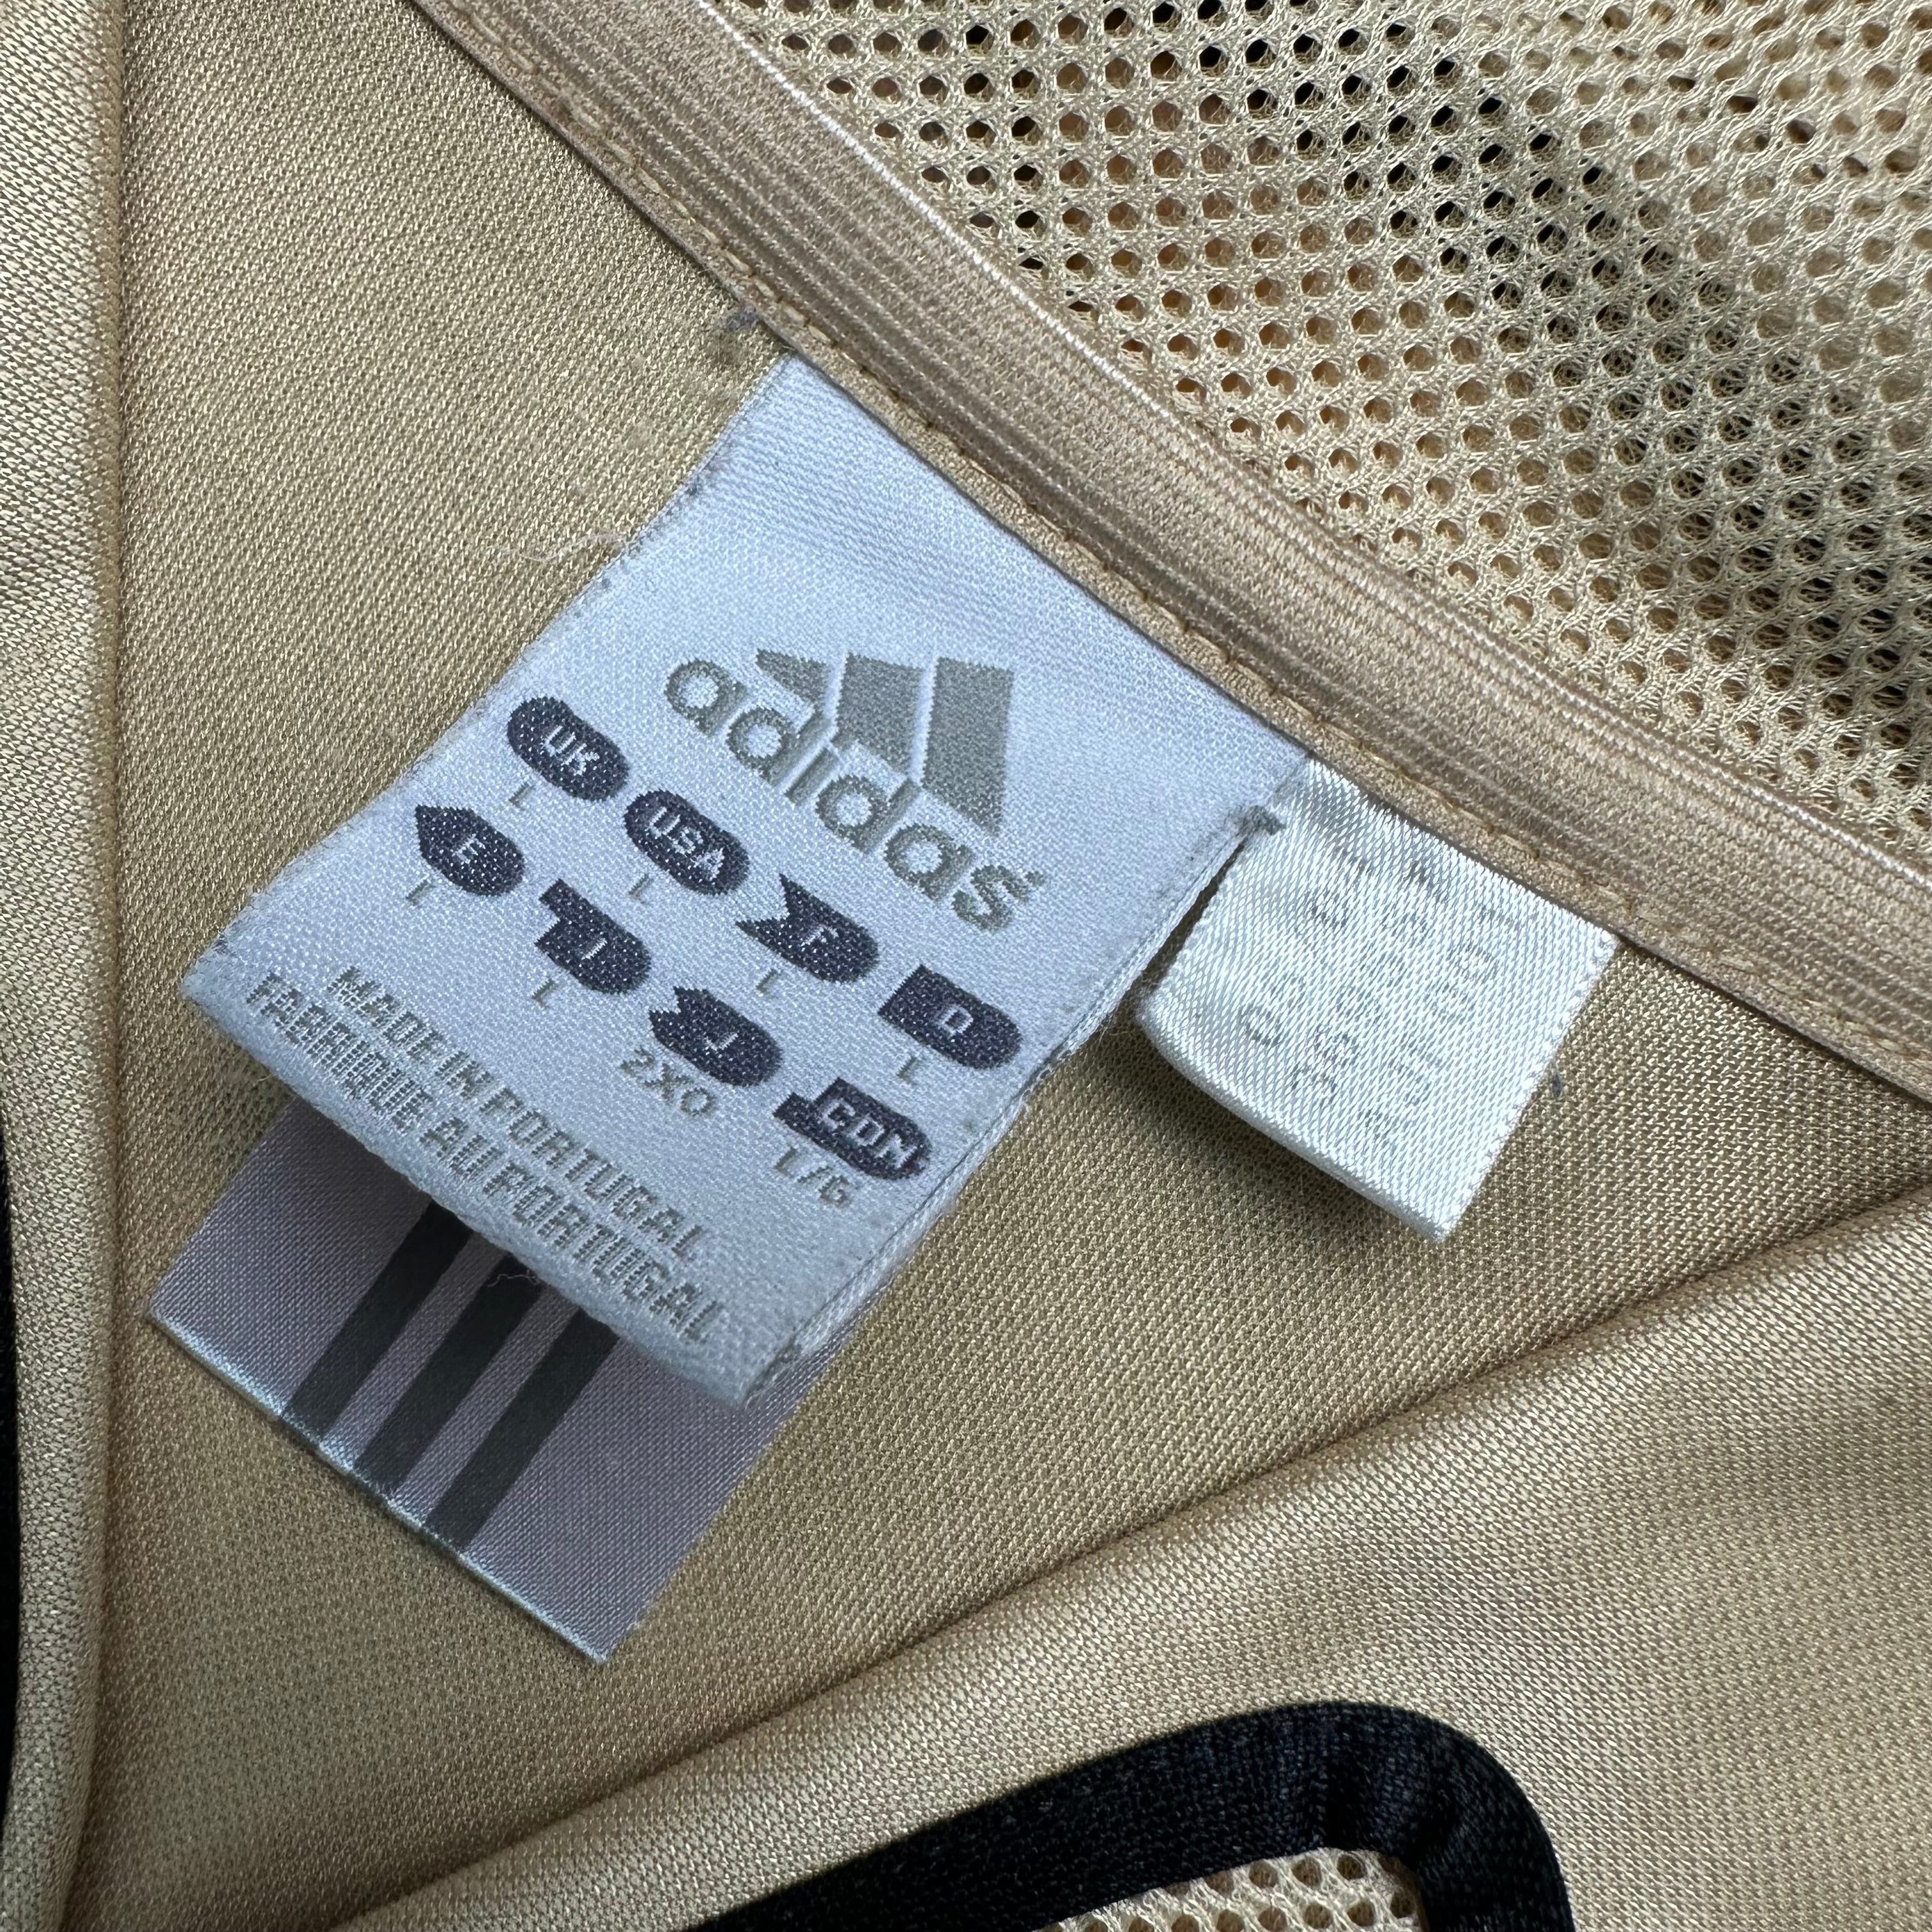 adidas
UK USA F D
L L L L
E I J CDN
L L 2XO L/G
MADE IN PORTUGAL
FABRIQUE AU PORTUGAL